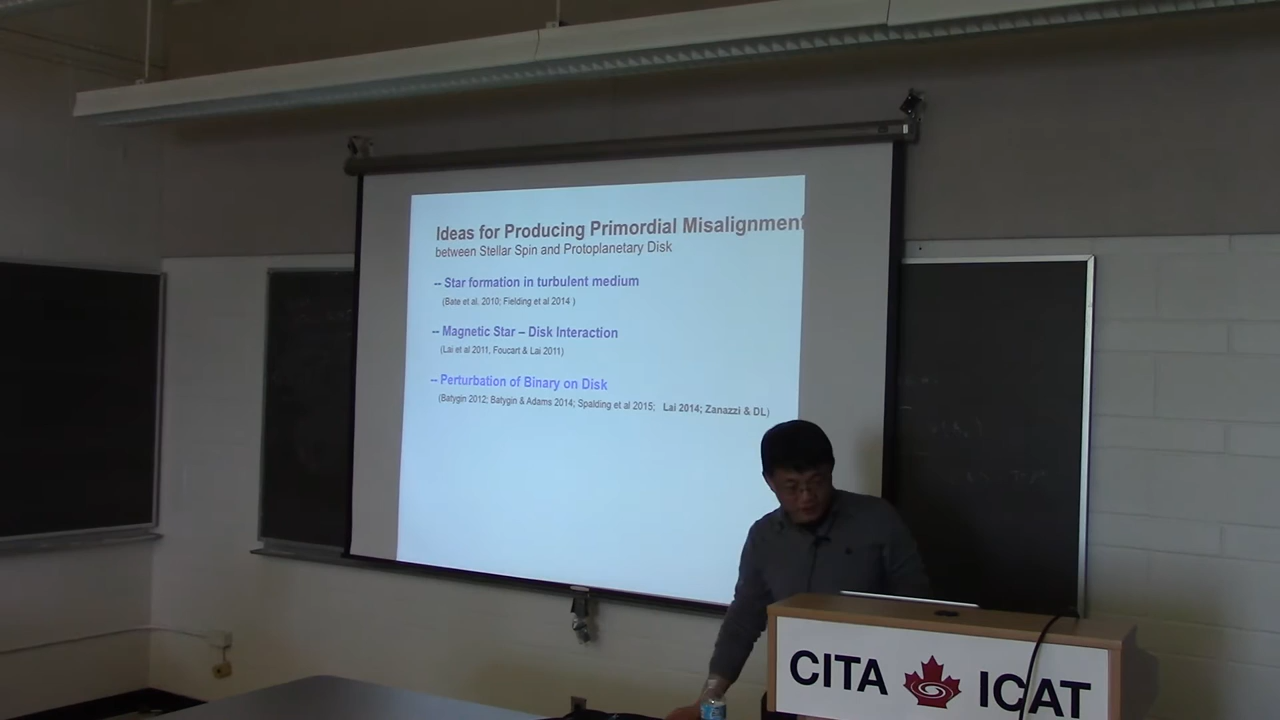 Ideas for Producing Primordial Misalignment
between Stellar Spin and Protoplanetary Disk
-- Star formation in turbulent medium
(Bate et al. 2010; Fielding et al 2014 )
-- Magnetic Star – Disk Interaction
(Lai et al 2011, Foucart & Lai 2011)
-- Perturbation of Binary on Disk
(Batygin 2012; Batygin & Adams 2014; Spalding et al 2015; Lai 2014; Zanazzi & DL)
CITA ICAT